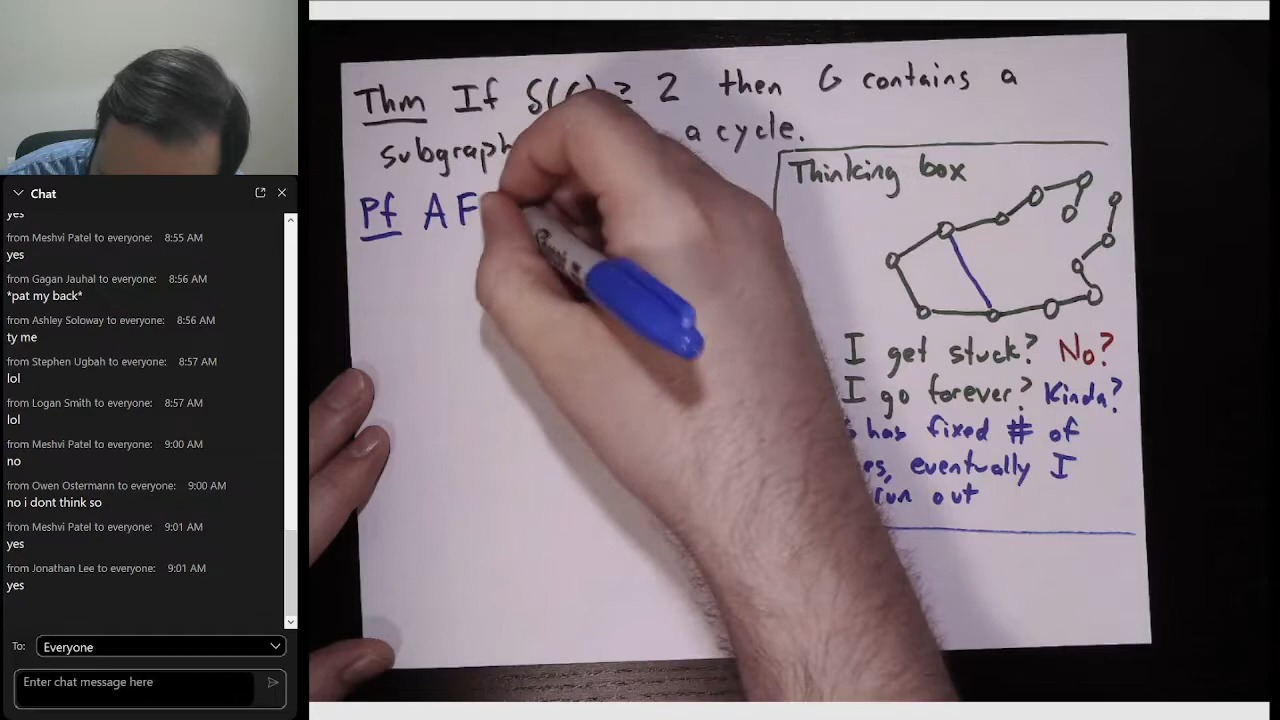 Chat
yes
from Meshvi Patel to everyone: 8:55 AM
yes
from Gagan Jauhal to everyone: 8:56 AM
*pat my back*
from Ashley Soloway to everyone: 8:56 AM
ty me
from Stephen Ugbah to everyone: 8:57 AM
lol
from Logan Smith to everyone: 8:57 AM
lol
from Meshvi Patel to everyone: 9:00 AM
no
from Owen Ostermann to everyone: 9:00 AM
no i dont think so
from Meshvi Patel to everyone: 9:01 AM
yes
from Jonathan Lee to everyone: 9:01 AM
yes
To: Everyone
Enter chat message here
Thm If δ(G) ≥ 2 then G contains a
subgraph a cycle.
Pf A F
Thinking box
I get stuck? No?
I go forever? Kinda?
has fixed # of
eventually I
run out